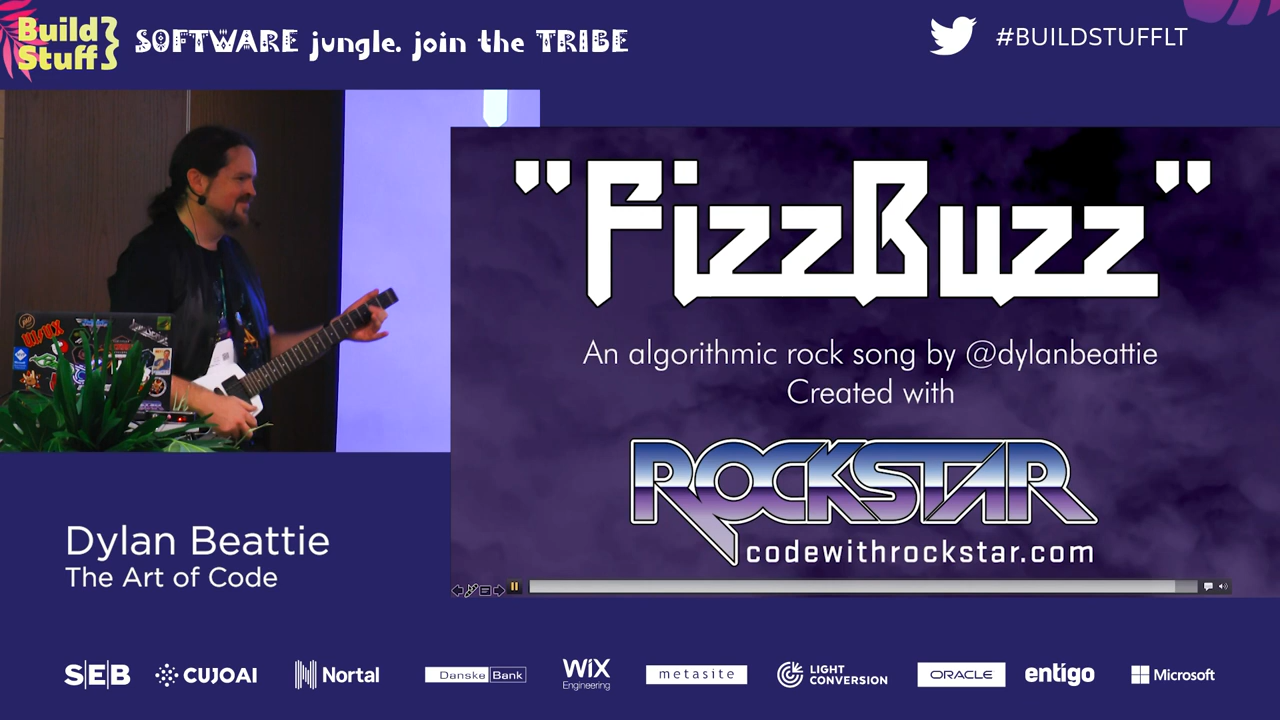 Build
Stuff
SOFTWARE jungle. join the TRIBE
#BUILDSTUFFLT
"FizzBuzz"
An algorithmic rock song by @dylanbeattie
Created with
ROCKSTAR
codewithrockstar.com
Dylan Beattie
The Art of Code
UI/UX
SEB
CUJOAI
Nortal
Danske Bank
WiX
Engineering
metasite
LIGHT
CONVERSION
ORACLE
entigo
Microsoft